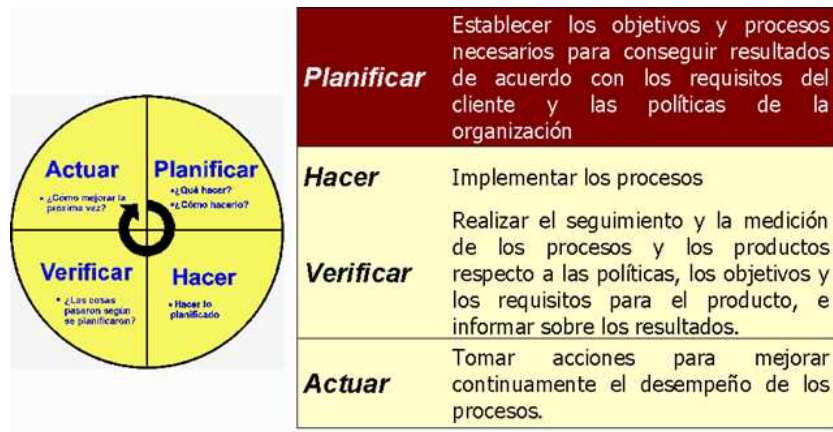 Actuar
• ¿Cómo mejorar la
próxima vez?
Planificar
•¿Qué hacer?
•¿Cómo hacerlo?
Verificar
• ¿Las cosas
pasaron según
se planificaron?
Hacer
• Hacer lo
planificado
Planificar
Establecer los objetivos y procesos
necesarios para conseguir resultados
de acuerdo con los requisitos del
cliente y las políticas de la
organización
Hacer
Implementar los procesos
Verificar
Realizar el seguimiento y la medición
de los procesos y los productos
respecto a las políticas, los objetivos y
los requisitos para el producto, e
informar sobre los resultados.
Actuar
Tomar acciones para mejorar
continuamente el desempeño de los
procesos.